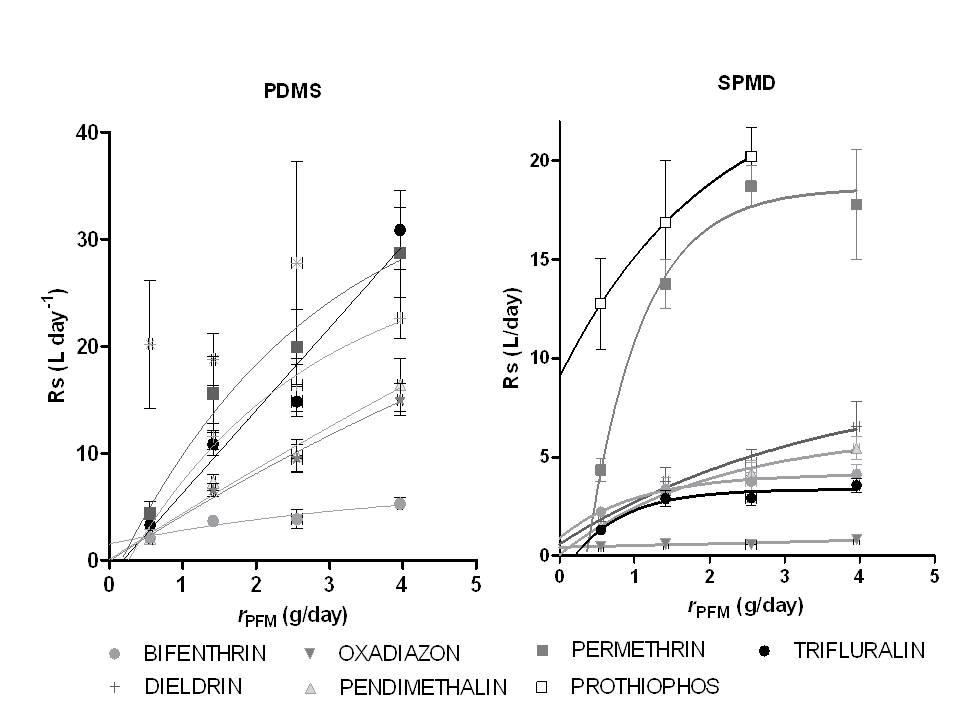 PDMS
SPMD
40
30
20
10
0
Rs (L day-1)
0 1 2 3 4 5
rPFM (g/day)
20
15
10
5
0
Rs (L/day)
0 1 2 3 4 5
rPFM (g/day)
BIFENTHRIN OXADIAZON PERMETHRIN TRIFLURALIN
DIELDRIN PENDIMETHALIN PROTHIOPHOS